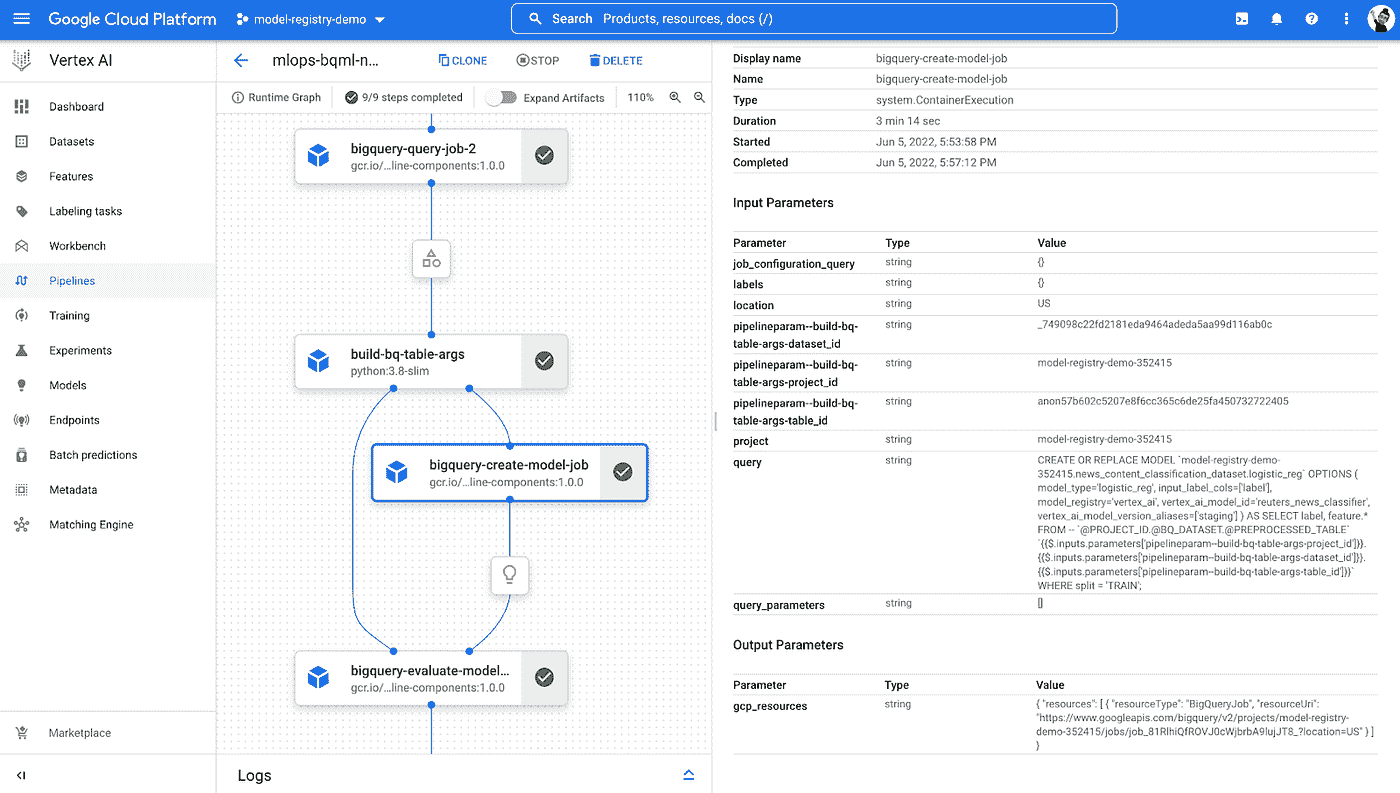 Google Cloud Platform
model-registry-demo
Search Products, resources, docs (/)
Vertex AI
Dashboard
Datasets
Features
Labeling tasks
Workbench
Pipelines
Training
Experiments
Models
Endpoints
Batch predictions
Metadata
Matching Engine
Marketplace
mlops-bqml-n...
CLONE
STOP
DELETE
Runtime Graph
9/9 steps completed
Expand Artifacts
110%
bigquery-query-job-2
gcr.io/...line-components:1.0.0
build-bq-table-args
python:3.8-slim
bigquery-create-model-job
gcr.io/...line-components:1.0.0
bigquery-evaluate-model...
gcr.io/...line-components:1.0.0
Logs
Display name bigquery-create-model-job
Name bigquery-create-model-job
Type system.ContainerExecution
Duration 3 min 14 sec
Started Jun 5, 2022, 5:53:58 PM
Completed Jun 5, 2022, 5:57:12 PM
Input Parameters
Parameter Type Value
job_configuration_query string {}
labels string {}
location string US
pipelineparam--build-bq- string _749098c22fd2181eda9464adeda5aa99d116ab0c
table-args-dataset_id
pipelineparam--build-bq- string model-registry-demo-352415
table-args-project_id
pipelineparam--build-bq- string anon57b602c5207e8f6cc365c6de25fa450732722405
table-args-table_id
project string model-registry-demo-352415
query string CREATE OR REPLACE MODEL `model-registry-demo-
352415.news_content_classification_dataset.logistic_reg` OPTIONS (
model_type='logistic_reg', input_label_cols=['label'],
model_registry='vertex_ai', vertex_ai_model_id='reuters_news_classifier',
vertex_ai_model_version_aliases=['staging'] ) AS SELECT label, feature.*
FROM -- `@PROJECT_ID.@BQ_DATASET.@PREPROCESSED_TABLE`
`{{$.inputs.parameters['pipelineparam--build-bq-table-args-project_id']}}.
{{$.inputs.parameters['pipelineparam--build-bq-table-args-dataset_id']}}.
{{$.inputs.parameters['pipelineparam--build-bq-table-args-table_id']}}`
WHERE split = 'TRAIN';
query_parameters string []
Output Parameters
Parameter Type Value
gcp_resources string { "resources": [ { "resourceType": "BigQueryJob", "resourceUri":
"https://www.googleapis.com/bigquery/v2/projects/model-registry-
demo-352415/jobs/job_81RlhiQfROVJ0cWjbrbA9IujJT8_?location=US" } ]
}